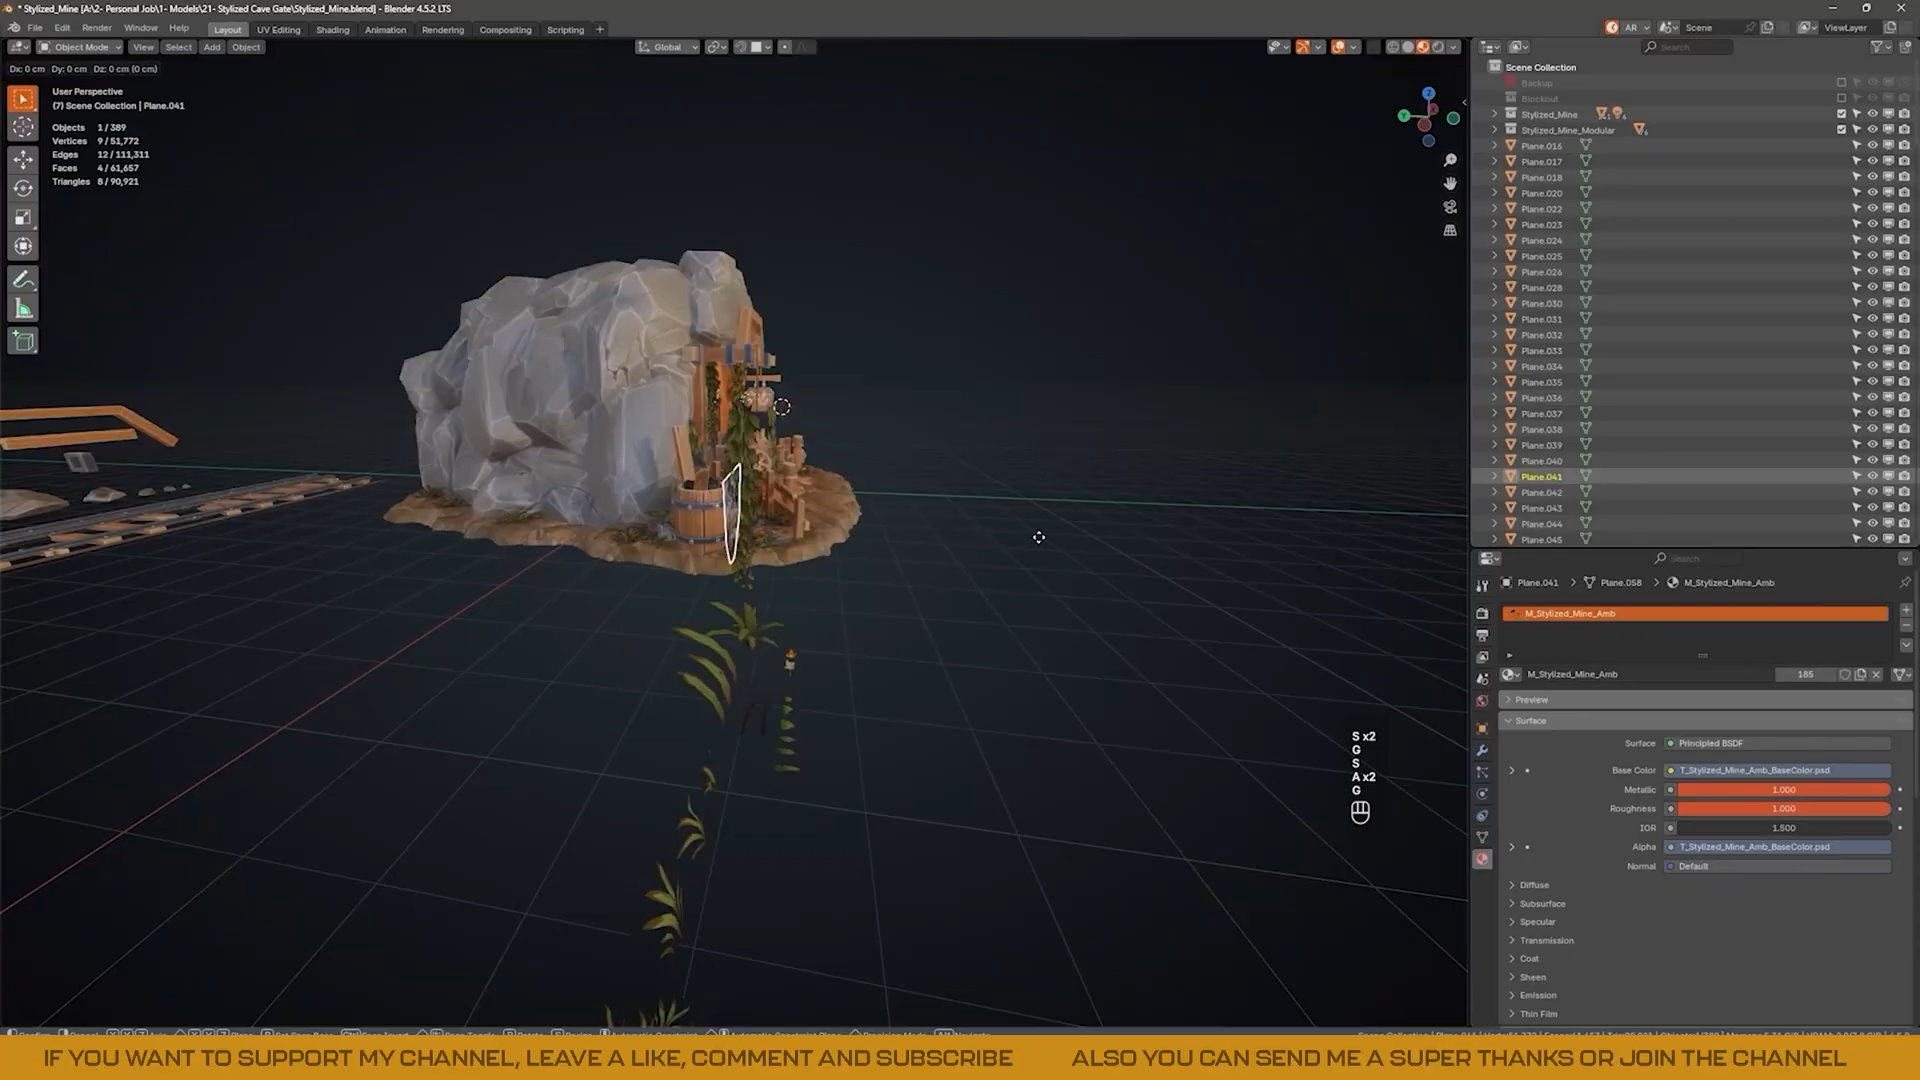 * Stylized_Mine [A:\2- Personal Job\1- Models\21- Stylized Cave Gate\Stylized_Mine.blend] - Blender 4.5.2 LTS
File Edit Render Window Help Layout UV Editing Shading Animation Rendering Compositing Scripting + AR Scene ViewLayer
Object Mode View Select Add Object Global Search
Dx: 0 cm Dy: 0 cm Dz: 0 cm (0 cm)
User Perspective
(7) Scene Collection | Plane.041
Objects 1 / 389
Vertices 9 / 51,772
Edges 12 / 111,311
Faces 4 / 61,657
Triangles 8 / 90,921
Z
Y
Scene Collection
Backup
Blockout
Stylized_Mine
Stylized_Mine_Modular
Plane.016
Plane.017
Plane.018
Plane.020
Plane.022
Plane.023
Plane.024
Plane.025
Plane.026
Plane.028
Plane.030
Plane.031
Plane.032
Plane.033
Plane.034
Plane.035
Plane.036
Plane.037
Plane.038
Plane.039
Plane.040
Plane.041
Plane.042
Plane.043
Plane.044
Plane.045
Search
Plane.041 > Plane.058 > M_Stylized_Mine_Amb
M_Stylized_Mine_Amb
M_Stylized_Mine_Amb 185
Preview
Surface
Surface Principled BSDF
Base Color T_Stylized_Mine_Amb_BaseColor.psd
Metallic 1.000
Roughness 1.000
IOR 1.500
Alpha T_Stylized_Mine_Amb_BaseColor.psd
Normal Default
Diffuse
Subsurface
Specular
Transmission
Coat
Sheen
Emission
Thin Film
S x2
G
S
A x2
G
IF YOU WANT TO SUPPORT MY CHANNEL, LEAVE A LIKE, COMMENT AND SUBSCRIBE ALSO YOU CAN SEND ME A SUPER THANKS OR JOIN THE CHANNEL